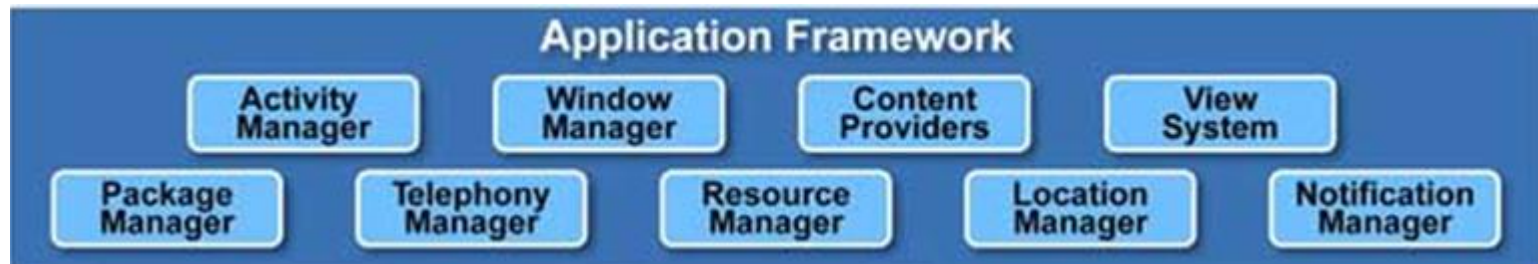 Application Framework
Activity
Manager
Window
Manager
Content
Providers
View
System
Package
Manager
Telephony
Manager
Resource
Manager
Location
Manager
Notification
Manager